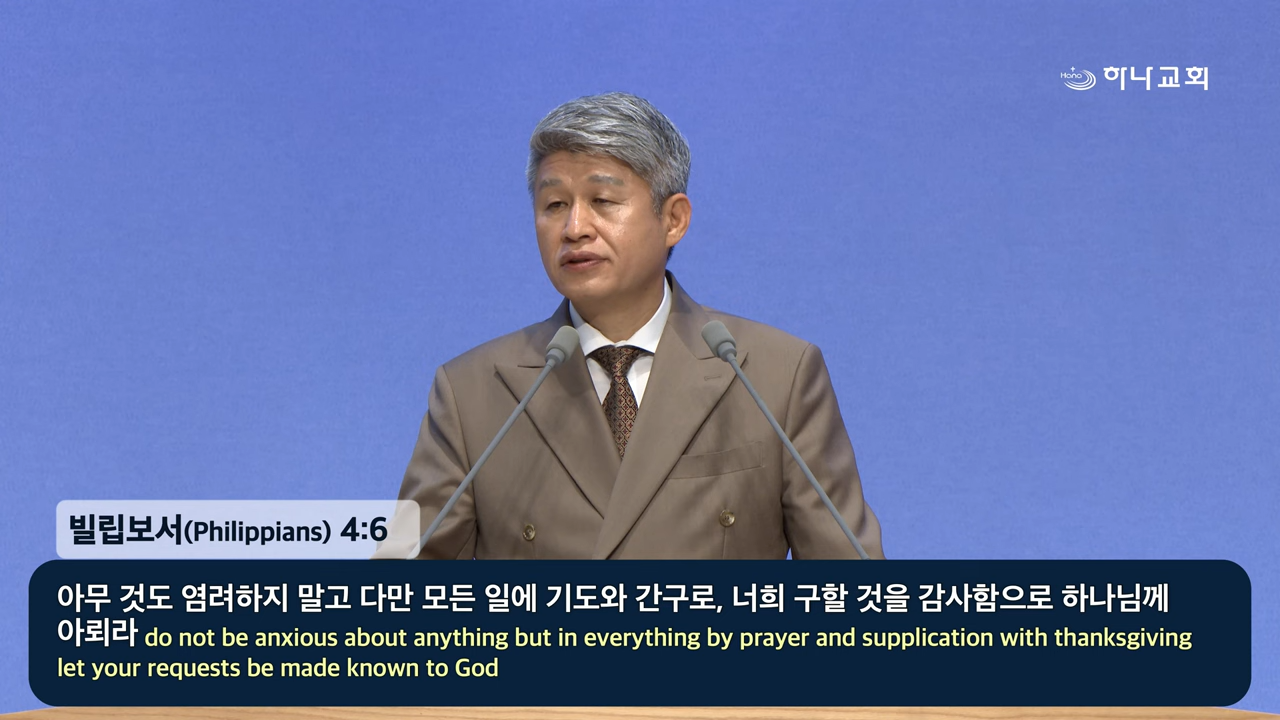 Hana 하나교회
빌립보서(Philippians) 4:6
아무 것도 염려하지 말고 다만 모든 일에 기도와 간구로, 너희 구할 것을 감사함으로 하나님께
아뢰라 do not be anxious about anything but in everything by prayer and supplication with thanksgiving
let your requests be made known to God